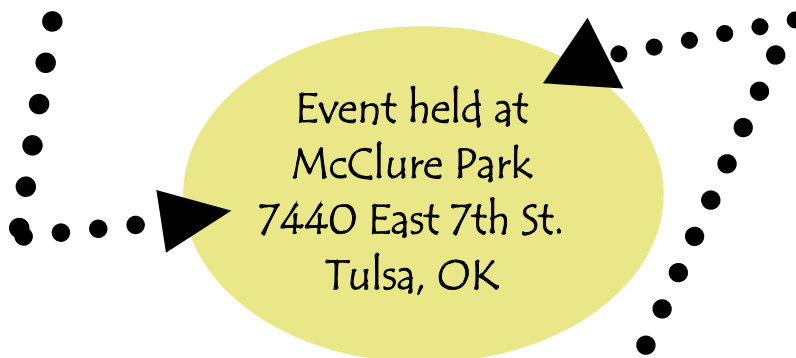 Event held at
McClure Park
7440 East 7th St.
Tulsa, OK